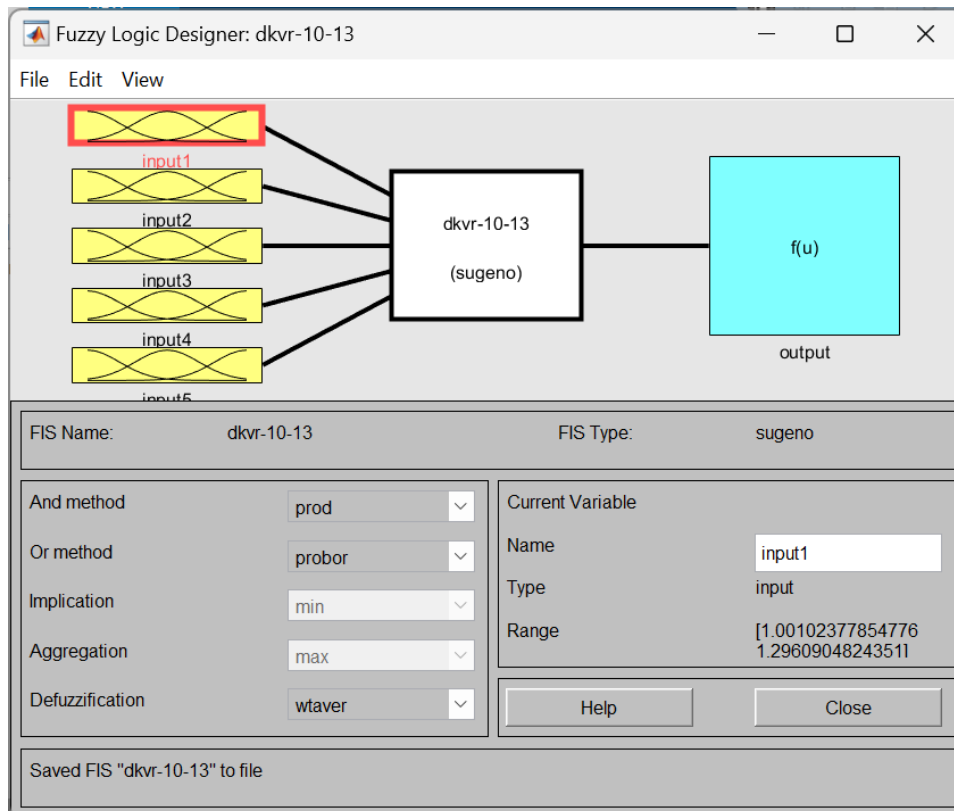 Fuzzy Logic Designer: dkvr-10-13
File Edit View
input1
input2
input3
input4
input5
dkvr-10-13
(sugeno)
f(u)
output
FIS Name: dkvr-10-13 FIS Type: sugeno
And method prod
Or method probor
Implication min
Aggregation max
Defuzzification wtaver
Current Variable
Name input1
Type input
Range [1.00102377854776
1.2960904824351]
Help Close
Saved FIS "dkvr-10-13" to file